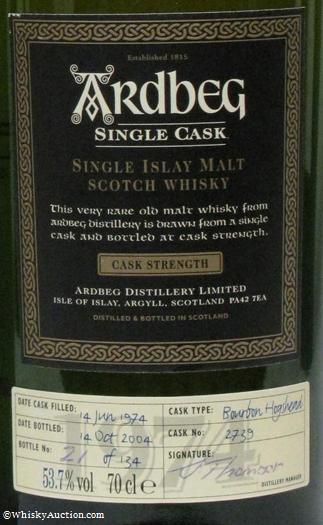 Established 1815
ARDBEG
SINGLE CASK
SINGLE ISLAY MALT
SCOTCH WHISKY
This very rare old malt whisky from
ardbeg distillery is drawn from a single
cask and bottled at cask strength.
CASK STRENGTH
ARDBEG DISTILLERY LIMITED
ISLE OF ISLAY, ARGYLL, SCOTLAND PA42 7EA
DISTILLED & BOTTLED IN SCOTLAND
DATE CASK FILLED: 14 Jun 1974
DATE BOTTLED: 14 Oct 2004
BOTTLE No: 21 of 134
53.7% vol 70 cl e
CASK TYPE: Bourbon Hogshead
CASK No: 2739
SIGNATURE:
DISTILLERY MANAGER
1974
©WhiskyAuction.com